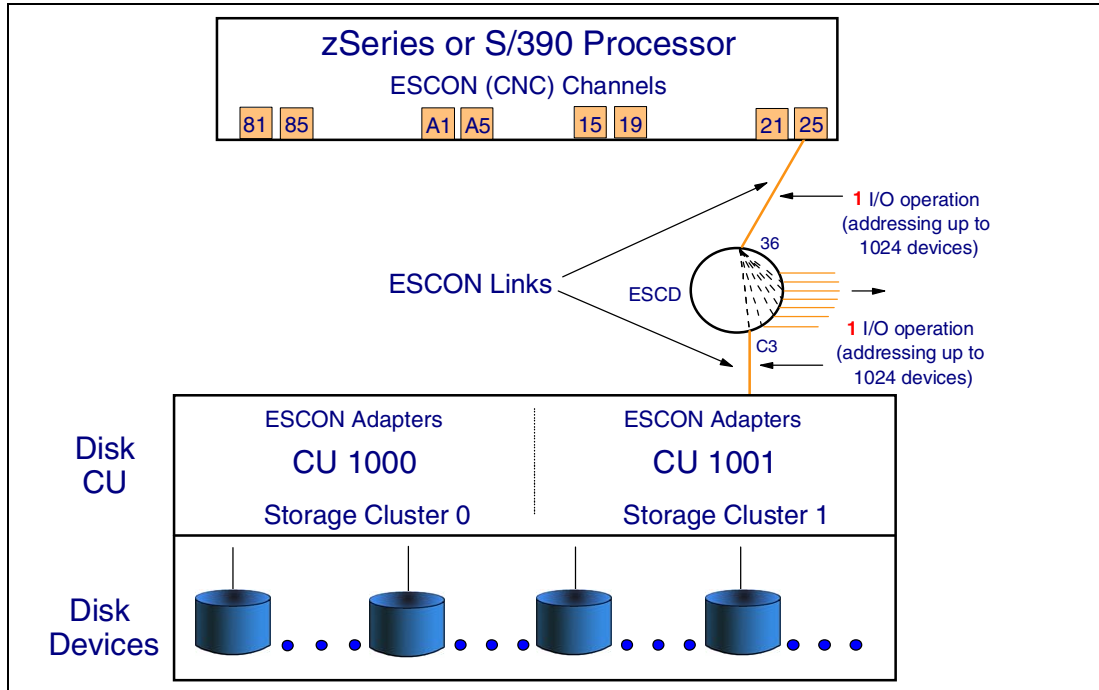 zSeries or S/390 Processor
ESCON (CNC) Channels
81 85 A1 A5 15 19 21 25
1 I/O operation
(addressing up to
1024 devices)
36
ESCON Links
ESCD
1 I/O operation
(addressing up to
1024 devices)
C3
Disk
CU
ESCON Adapters
CU 1000
Storage Cluster 0
ESCON Adapters
CU 1001
Storage Cluster 1
Disk
Devices